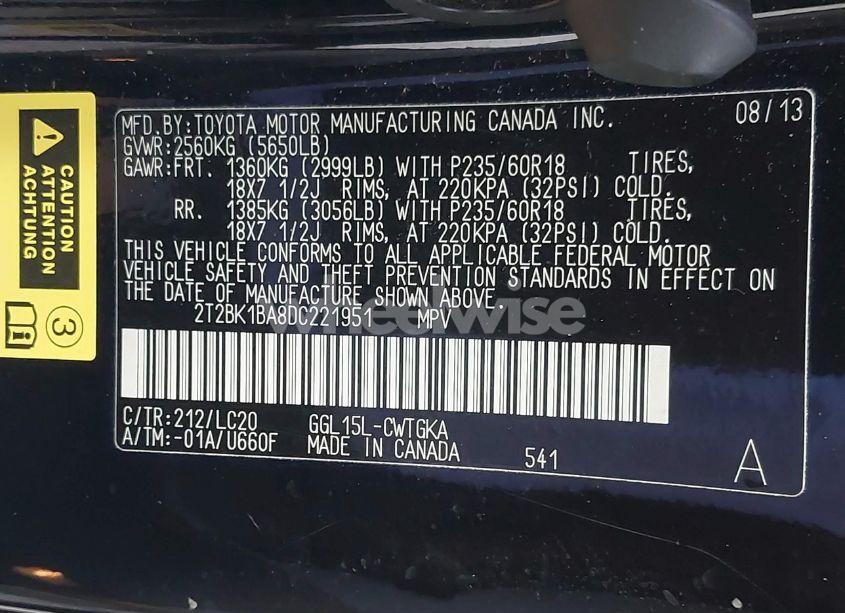 CAUTION
ATTENTION
ACHTUNG
3
MFD.BY:TOYOTA MOTOR MANUFACTURING CANADA INC. 08/13
GVWR:2560KG (5650LB)
GAWR:FRT. 1360KG (2999LB) WITH P235/60R18 TIRES,
18X7 1/2J RIMS, AT 220KPA (32PSI) COLD.
RR. 1385KG (3056LB) WITH P235/60R18 TIRES,
18X7 1/2J RIMS, AT 220KPA (32PSI) COLD.
THIS VEHICLE CONFORMS TO ALL APPLICABLE FEDERAL MOTOR
VEHICLE SAFETY AND THEFT PREVENTION STANDARDS IN EFFECT ON
THE DATE OF MANUFACTURE SHOWN ABOVE.
2T2BK1BA8DC221951 MPV
wheelwise
C/TR:212/LC20 GGL15L-CWTGKA
A/TM:-01A/U660F MADE IN CANADA 541 A